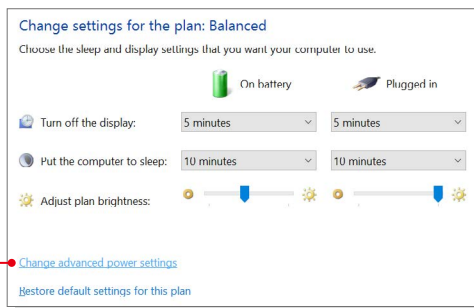 Change settings for the plan: Balanced
Choose the sleep and display settings that you want your computer to use.
On battery Plugged in
Turn off the display: 5 minutes 5 minutes
Put the computer to sleep: 10 minutes 10 minutes
Adjust plan brightness:
Change advanced power settings
Restore default settings for this plan